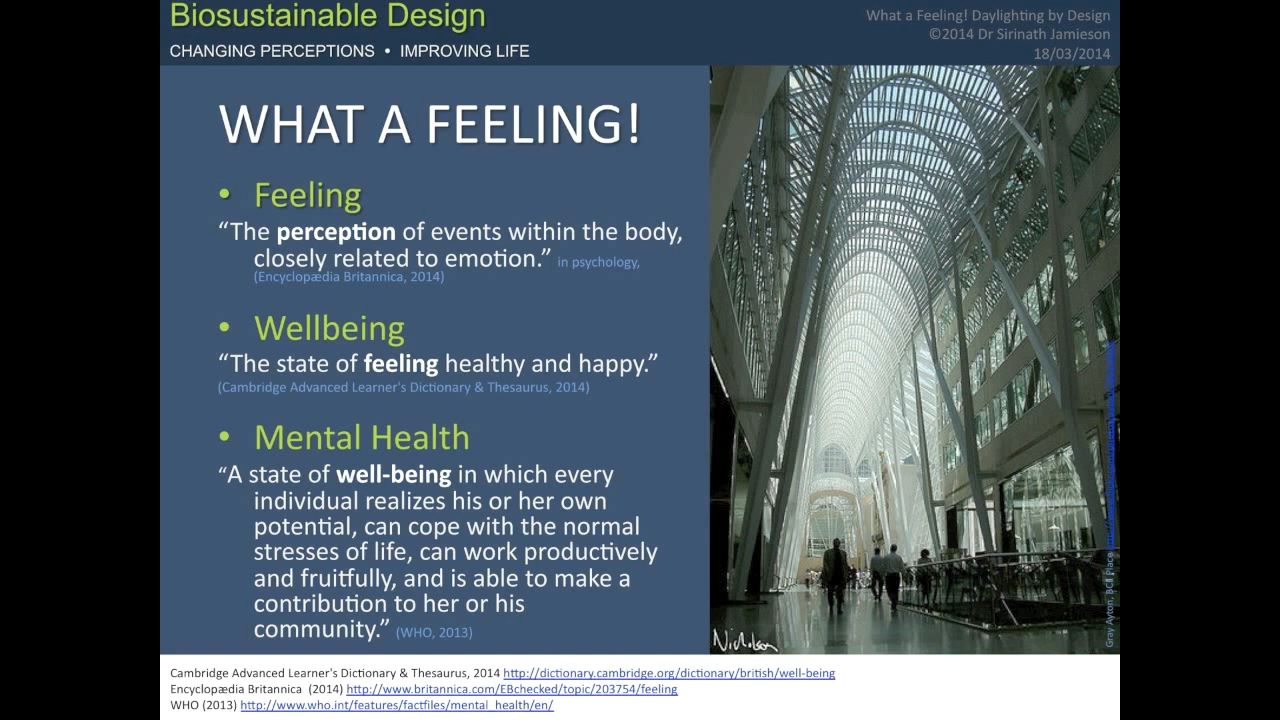 Biosustainable Design
CHANGING PERCEPTIONS • IMPROVING LIFE
What a Feeling! Daylighting by Design
©2014 Dr Sirinath Jamieson
18/03/2014
WHAT A FEELING!
• Feeling
“The perception of events within the body,
closely related to emotion.” in psychology,
(Encyclopædia Britannica, 2014)
• Wellbeing
“The state of feeling healthy and happy.”
(Cambridge Advanced Learner's Dictionary & Thesaurus, 2014)
• Mental Health
“A state of well-being in which every
individual realizes his or her own
potential, can cope with the normal
stresses of life, can work productively
and fruitfully, and is able to make a
contribution to her or his
community.” (WHO, 2013)
Nicholson
Gray Ayton, BCE Place
Cambridge Advanced Learner's Dictionary & Thesaurus, 2014 http://dictionary.cambridge.org/dictionary/british/well-being
Encyclopædia Britannica (2014) http://www.britannica.com/EBchecked/topic/203754/feeling
WHO (2013) http://www.who.int/features/factfiles/mental_health/en/